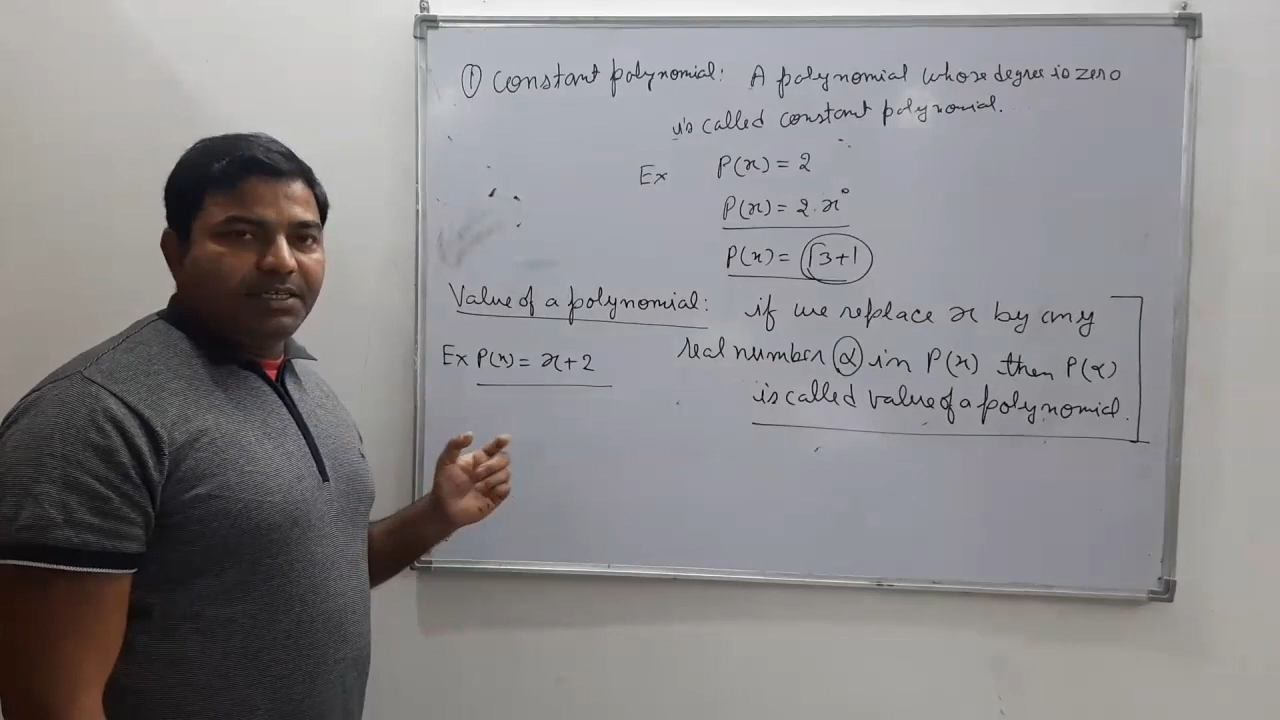 ① Constant polynomial: A polynomial whose degree is zero
is called constant polynomial.
Ex P(x) = 2
P(x) = 2.x°
P(x) = √3+1
Value of a polynomial: if we replace x by any
real number α in P(x) then P(α)
is called value of a polynomial.
Ex P(x) = x+2